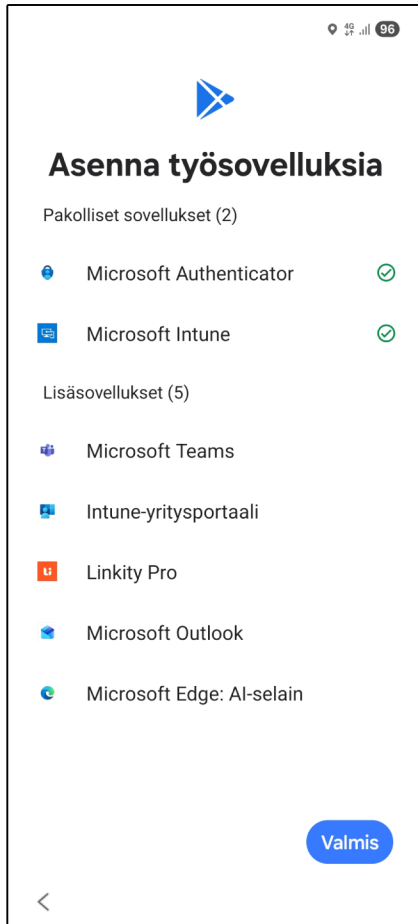 4G 96
Asenna työsovelluksia
Pakolliset sovellukset (2)
Microsoft Authenticator
Microsoft Intune
Lisäsovellukset (5)
Microsoft Teams
Intune-yritysportaali
Linkity Pro
Microsoft Outlook
Microsoft Edge: AI-selain
Valmis